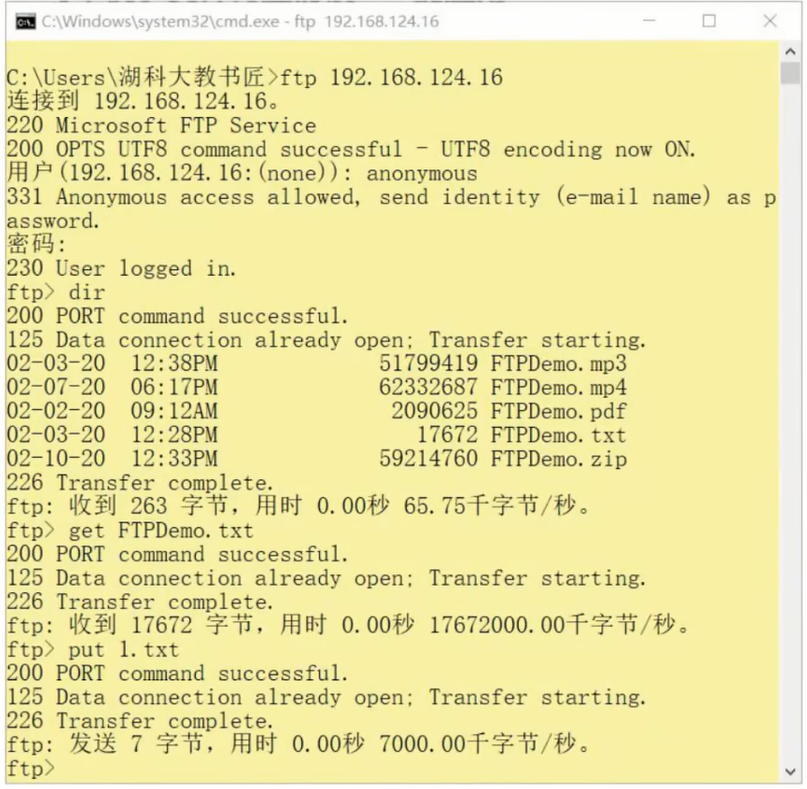 C:\Windows\system32\cmd.exe - ftp 192.168.124.16
C:\Users\湖科大教书匠>ftp 192.168.124.16
连接到 192.168.124.16。
220 Microsoft FTP Service
200 OPTS UTF8 command successful - UTF8 encoding now ON.
用户(192.168.124.16:(none)): anonymous
331 Anonymous access allowed, send identity (e-mail name) as p
assword.
密码:
230 User logged in.
ftp> dir
200 PORT command successful.
125 Data connection already open; Transfer starting.
02-03-20  12:38PM             51799419 FTPDemo.mp3
02-07-20  06:17PM             62332687 FTPDemo.mp4
02-02-20  09:12AM              2090625 FTPDemo.pdf
02-03-20  12:28PM                17672 FTPDemo.txt
02-10-20  12:33PM             59214760 FTPDemo.zip
226 Transfer complete.
ftp: 收到 263 字节，用时 0.00秒 65.75千字节/秒。
ftp> get FTPDemo.txt
200 PORT command successful.
125 Data connection already open; Transfer starting.
226 Transfer complete.
ftp: 收到 17672 字节，用时 0.00秒 17672000.00千字节/秒。
ftp> put 1.txt
200 PORT command successful.
125 Data connection already open; Transfer starting.
226 Transfer complete.
ftp: 发送 7 字节，用时 0.00秒 7000.00千字节/秒。
ftp>